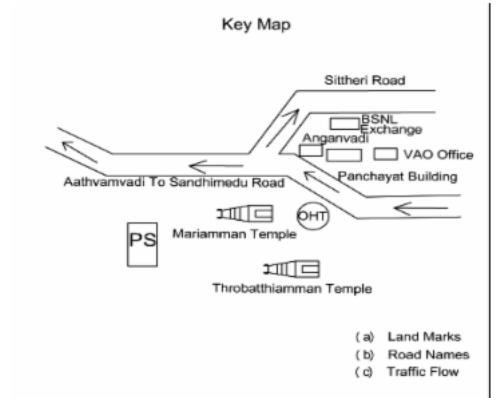 Key Map
Sittheri Road
BSNL
Exchange
Anganvadi
VAO Office
Aathvamvadi To Sandhimedu Road
Panchayat Building
OHT
Mariamman Temple
PS
Throbatthiamman Temple
(a) Land Marks
(b) Road Names
(c) Traffic Flow